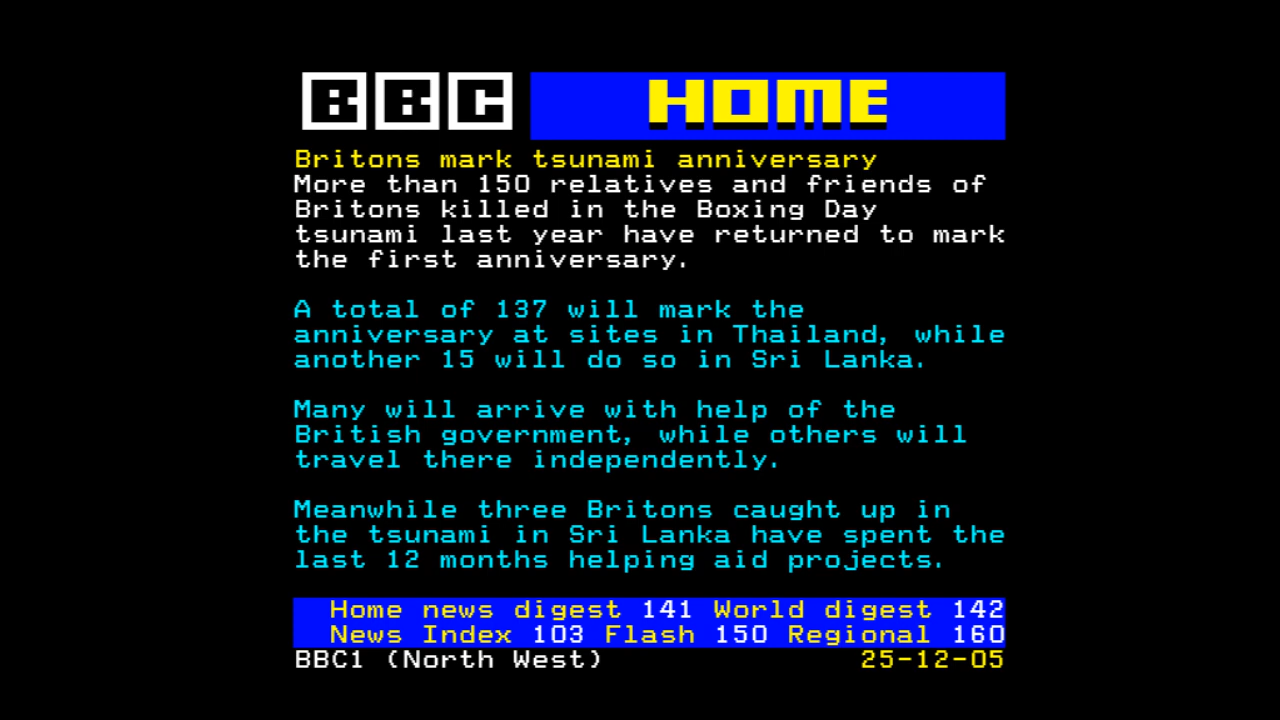 BBC HOME
Britons mark tsunami anniversary
More than 150 relatives and friends of
Britons killed in the Boxing Day
tsunami last year have returned to mark
the first anniversary.
A total of 137 will mark the
anniversary at sites in Thailand, while
another 15 will do so in Sri Lanka.
Many will arrive with help of the
British government, while others will
travel there independently.
Meanwhile three Britons caught up in
the tsunami in Sri Lanka have spent the
last 12 months helping aid projects.
Home news digest 141 World digest 142
News Index 103 Flash 150 Regional 160
BBC1 (North West) 25-12-05